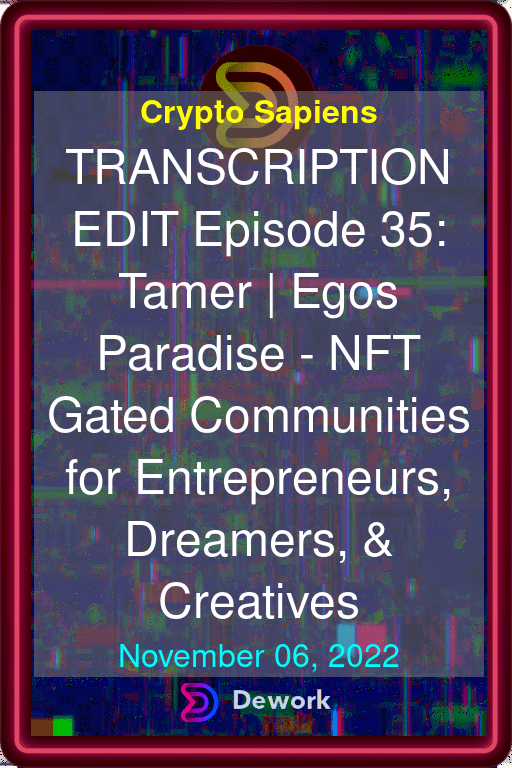 Crypto Sapiens
TRANSCRIPTION
EDIT Episode 35:
Tamer | Egos
Paradise - NFT
Gated Communities
for Entrepreneurs,
Dreamers, &
Creatives
November 06, 2022
Dework